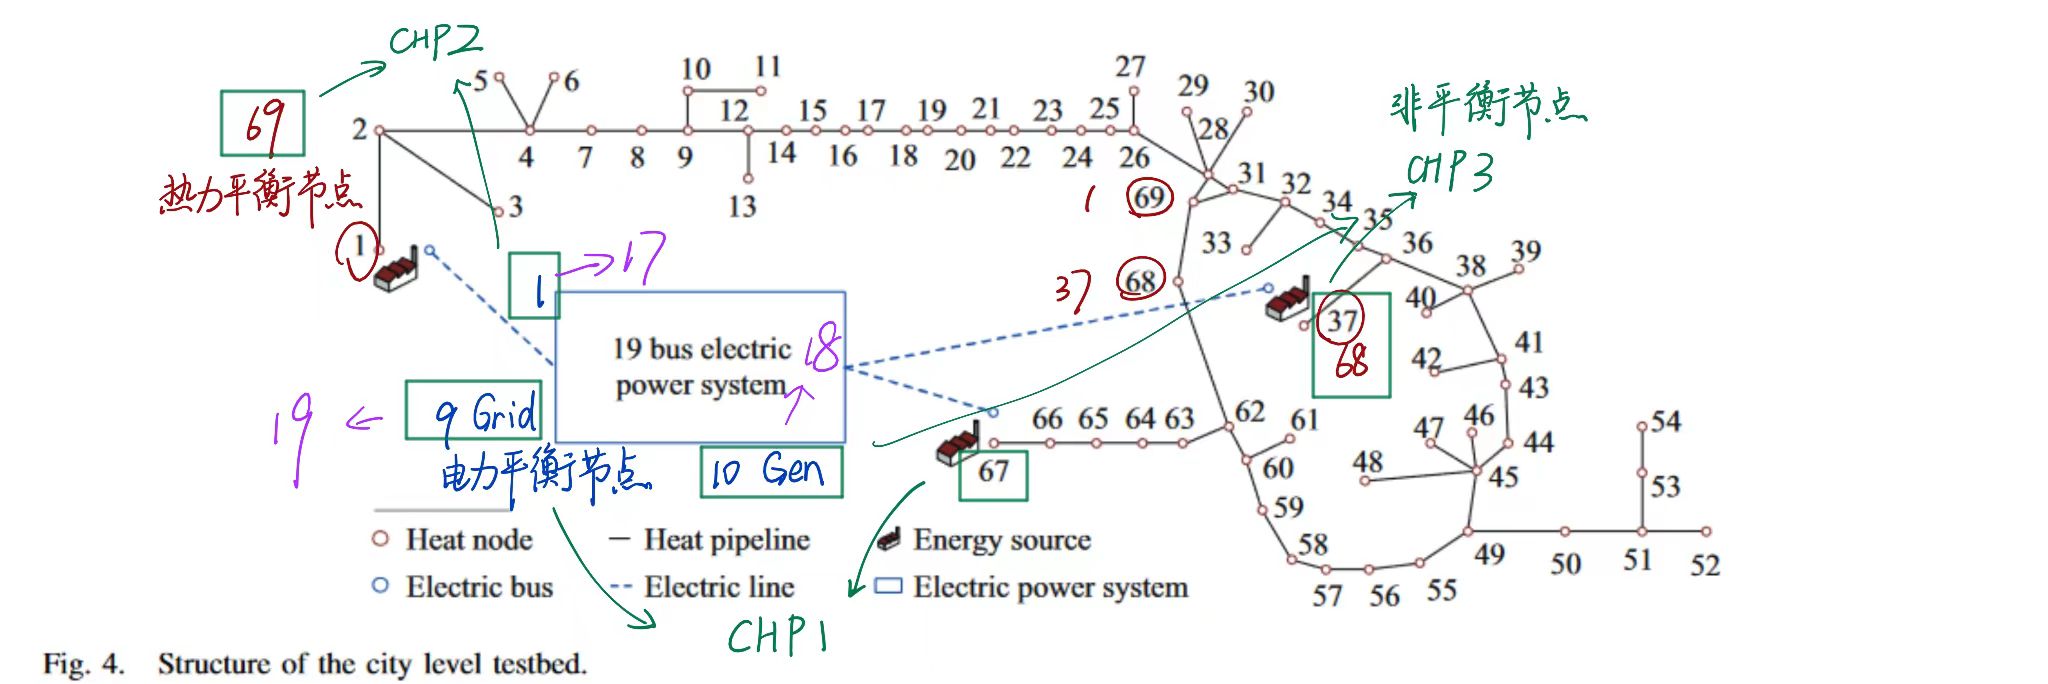 CHP2
27
10 11
29 30
5 6
非平衡节点
69
2
12 15 17 19 21 23 25
28
4 7 8 9 14 16 18 20 22 24 26
CHP3
热力平衡节点
3
13
1 69
31 32 34 35
33 36
1
1 → 17
37 68
38 39
40
37
68
19 bus electric 18
power system
41
42
43
19 ← 9 Grid
电力平衡节点
10 Gen
66 65 64 63 62 61
67
60
47 46
48 44
45
54
53
59
58
57 56 55
49 50 51 52
Heat node Heat pipeline Energy source
Electric bus Electric line Electric power system
CHP1
Fig. 4. Structure of the city level testbed.